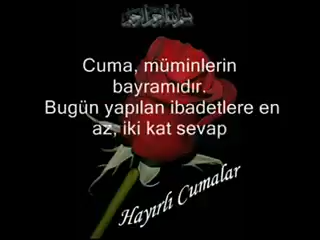 Cuma, müminlerin
bayramıdır.
Bugün yapılan ibadetlere en
az, iki kat sevap
Hayırlı Cumalar